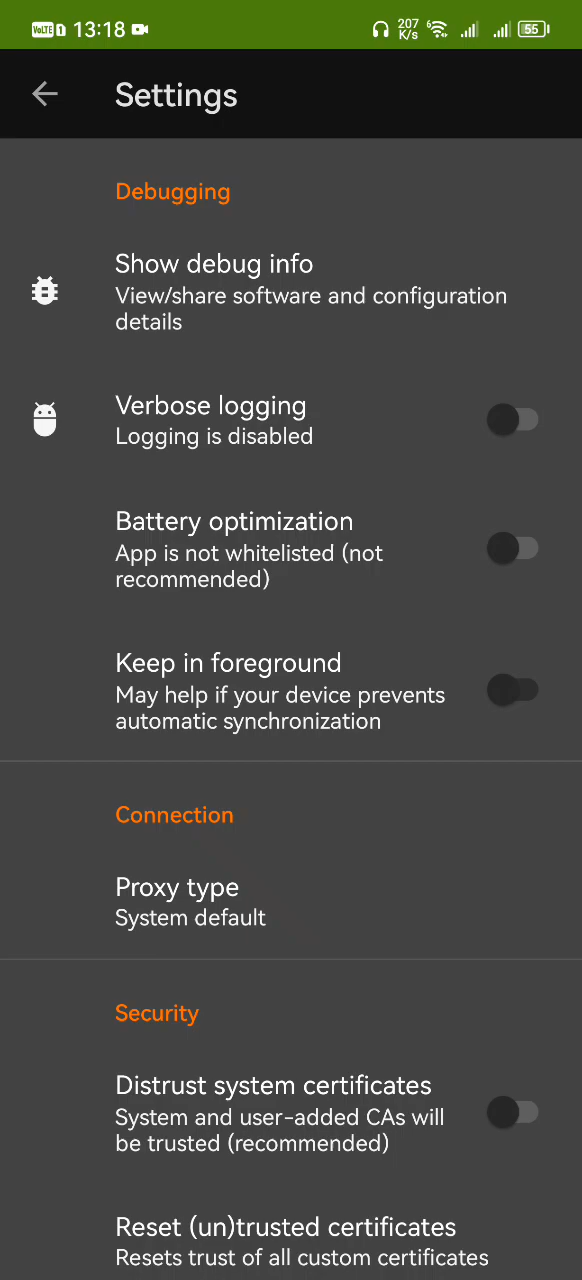 VoLTE 1 13:18 207 K/s 6 55
Settings
Debugging
Show debug info
View/share software and configuration
details
Verbose logging
Logging is disabled
Battery optimization
App is not whitelisted (not
recommended)
Keep in foreground
May help if your device prevents
automatic synchronization
Connection
Proxy type
System default
Security
Distrust system certificates
System and user-added CAs will
be trusted (recommended)
Reset (un)trusted certificates
Resets trust of all custom certificates